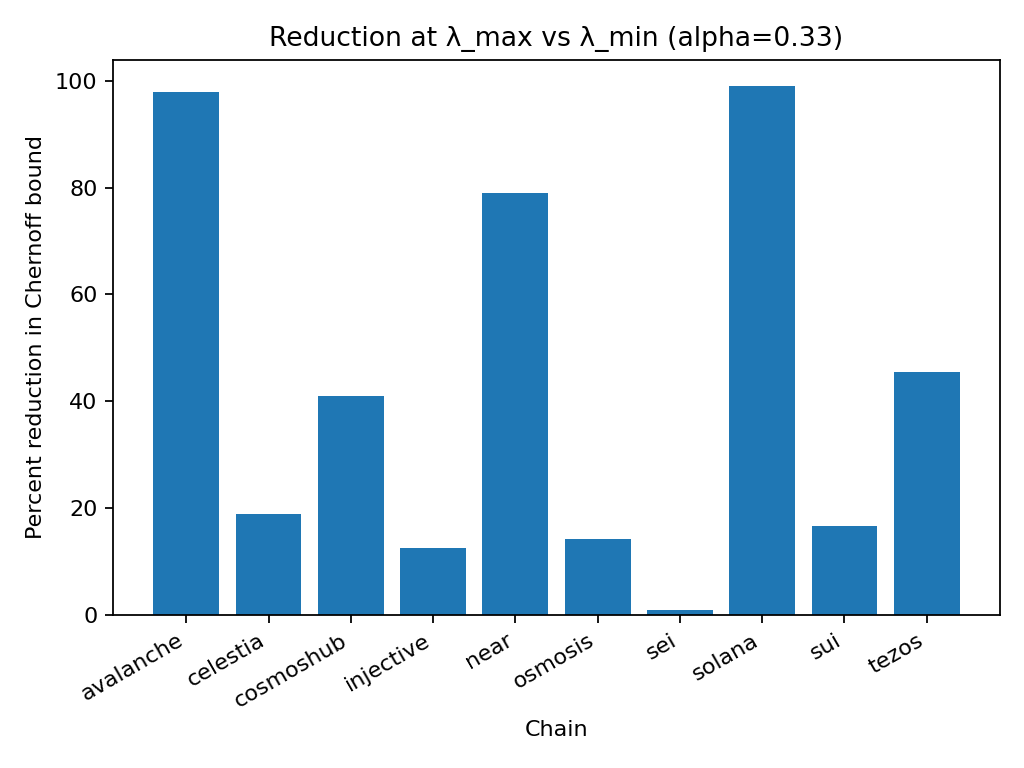 Reduction at λ_max vs λ_min (alpha=0.33)
Percent reduction in Chernoff bound
100
80
60
40
20
0
avalanche
celestia
cosmoshub
injective
near
osmosis
sei
solana
sui
tezos
Chain